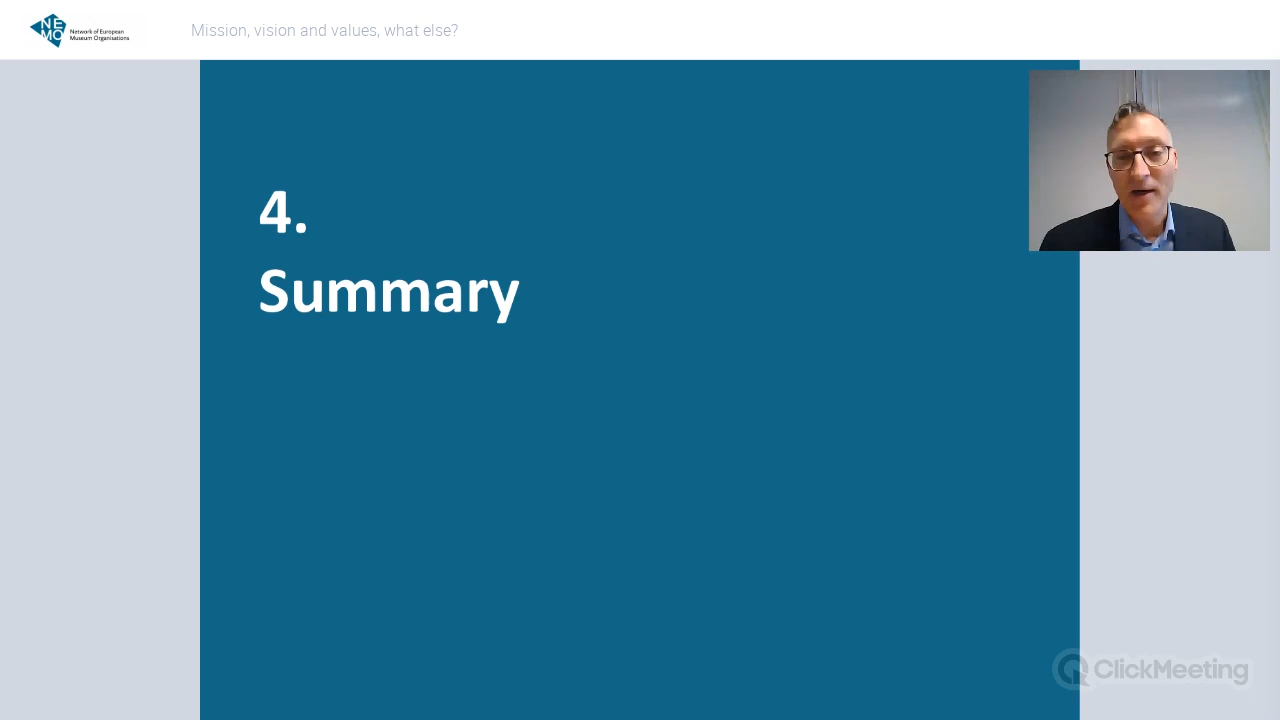 NE
MO
Network of European
Museum Organisations
Mission, vision and values, what else?
4.
Summary
ClickMeeting